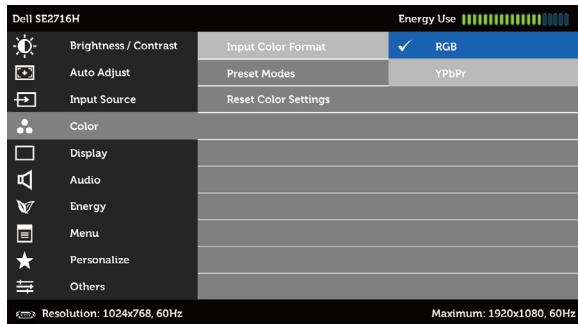 Dell SE2716H Energy Use
Brightness / Contrast Input Color Format RGB
Auto Adjust Preset Modes YPbPr
Input Source Reset Color Settings
Color
Display
Audio
Energy
Menu
Personalize
Others
Resolution: 1024x768, 60Hz Maximum: 1920x1080, 60Hz